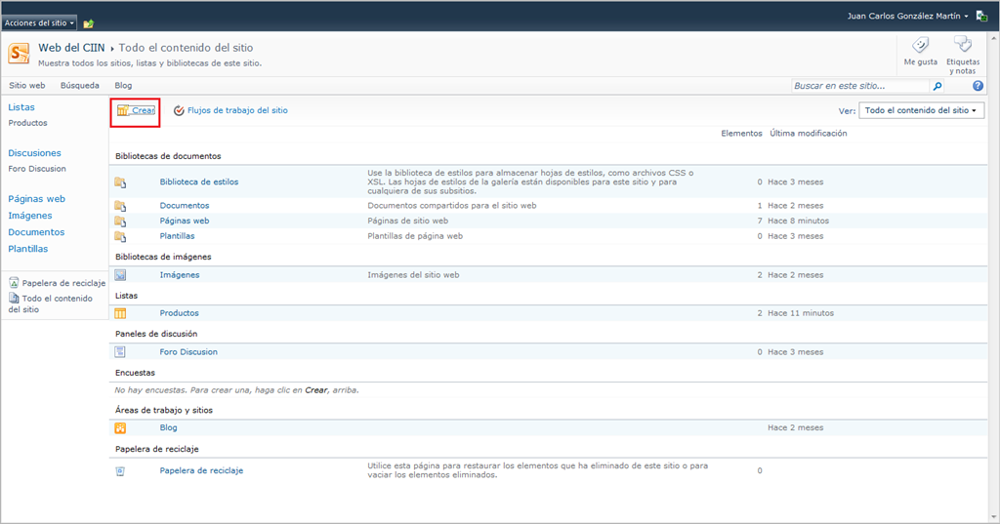 Juan Carlos González Martín
Acciones del sitio
Web del CIIN ▸ Todo el contenido del sitio
Muestra todos los sitios, listas y bibliotecas de este sitio.
Me gusta
Etiquetas
y notas
Sitio web Búsqueda Blog
Buscar en este sitio...
Listas
Productos
Discusiones
Foro Discusion
Páginas web
Imágenes
Documentos
Plantillas
Papelera de reciclaje
Todo el contenido
del sitio
Crear Flujos de trabajo del sitio
Ver: Todo el contenido del sitio
Elementos Última modificación
Bibliotecas de documentos
Biblioteca de estilos
Use la biblioteca de estilos para almacenar hojas de estilos, como archivos CSS o
XSL. Las hojas de estilos de la galería están disponibles para este sitio y para
cualquiera de sus subsitios.
0 Hace 3 meses
Documentos Documentos compartidos para el sitio web 1 Hace 2 meses
Páginas web Páginas de sitio web 7 Hace 8 minutos
Plantillas Plantillas de página web 0 Hace 3 meses
Bibliotecas de imágenes
Imágenes Imágenes del sitio web 2 Hace 2 meses
Listas
Productos 2 Hace 11 minutos
Paneles de discusión
Foro Discusion 0 Hace 3 meses
Encuestas
No hay encuestas. Para crear una, haga clic en Crear, arriba.
Áreas de trabajo y sitios
Blog Hace 2 meses
Papelera de reciclaje
Papelera de reciclaje
Utilice esta página para restaurar los elementos que ha eliminado de este sitio o para
vaciar los elementos eliminados.
0